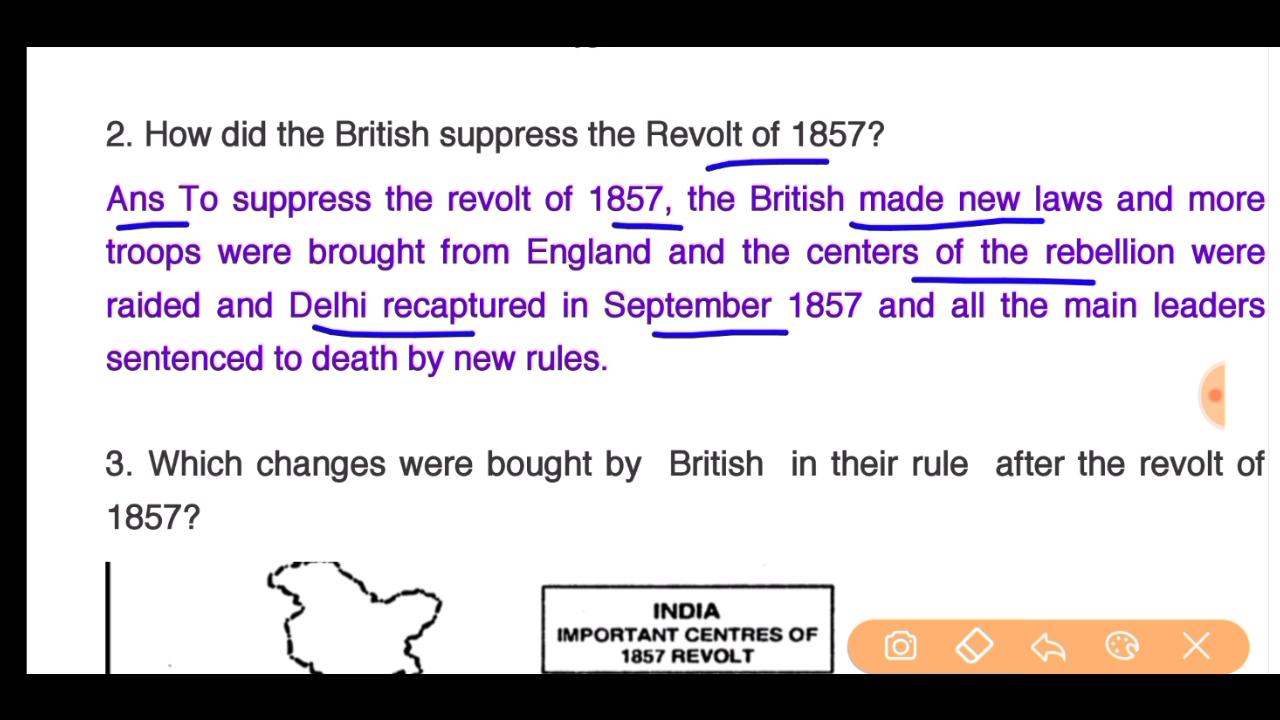 2. How did the British suppress the Revolt of 1857?
Ans To suppress the revolt of 1857, the British made new laws and more
troops were brought from England and the centers of the rebellion were
raided and Delhi recaptured in September 1857 and all the main leaders
sentenced to death by new rules.
3. Which changes were bought by British in their rule after the revolt of
1857?
INDIA
IMPORTANT CENTRES OF
1857 REVOLT